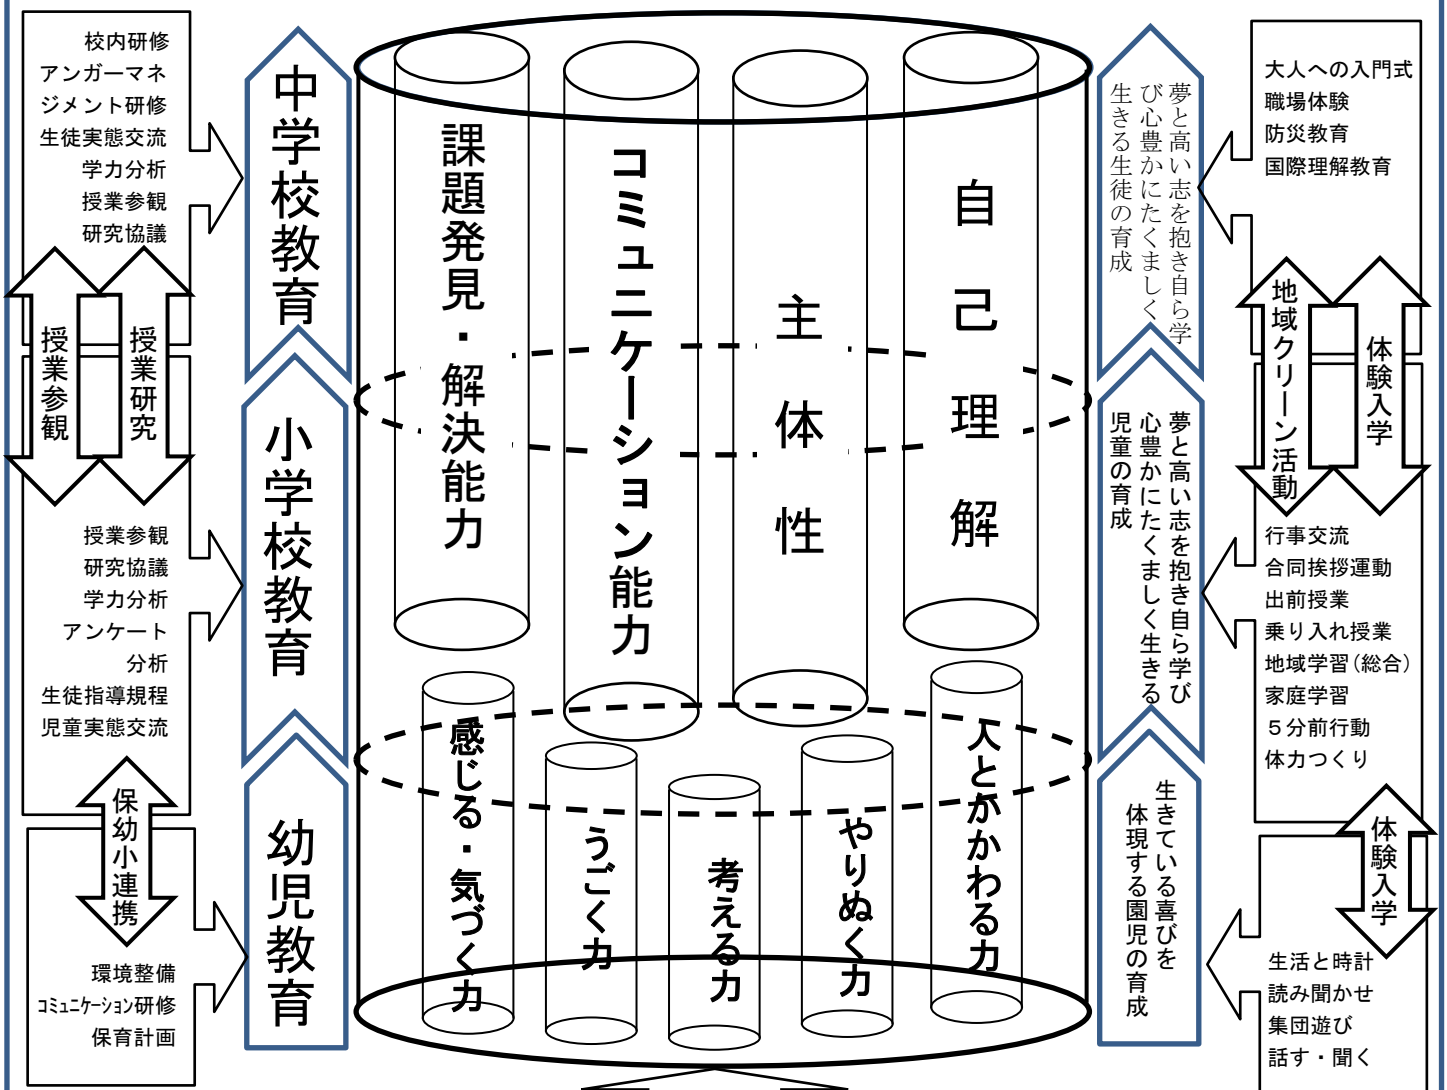 校内研修
アンガーマネ
ジメント研修
生徒実態交流
学力分析
授業参観
研究協議
授業参観
授業研究
授業参観
研究協議
学力分析
アンケート
分析
生徒指導規程
児童実態交流
保幼小連携
環境整備
コミュニケーション研修
保育計画
中学校教育
小学校教育
幼児教育
課題発見・解決能力
コミュニケーション能力
主体性
自己理解
感じる・気づく力
うごく力
考える力
やりぬく力
人とかかわる力
夢と高い志を抱き自ら学
び心豊かにたくましく
生きる生徒の育成
夢と高い志を抱き自ら学び
心豊かにたくましく生きる
児童の育成
生きている喜びを
体現する園児の育成
大人への入門式
職場体験
防災教育
国際理解教育
地域クリーン活動
体験入学
行事交流
合同挨拶運動
出前授業
乗り入れ授業
地域学習(総合)
家庭学習
５分前行動
体力つくり
体験入学
生活と時計
読み聞かせ
集団遊び
話す・聞く